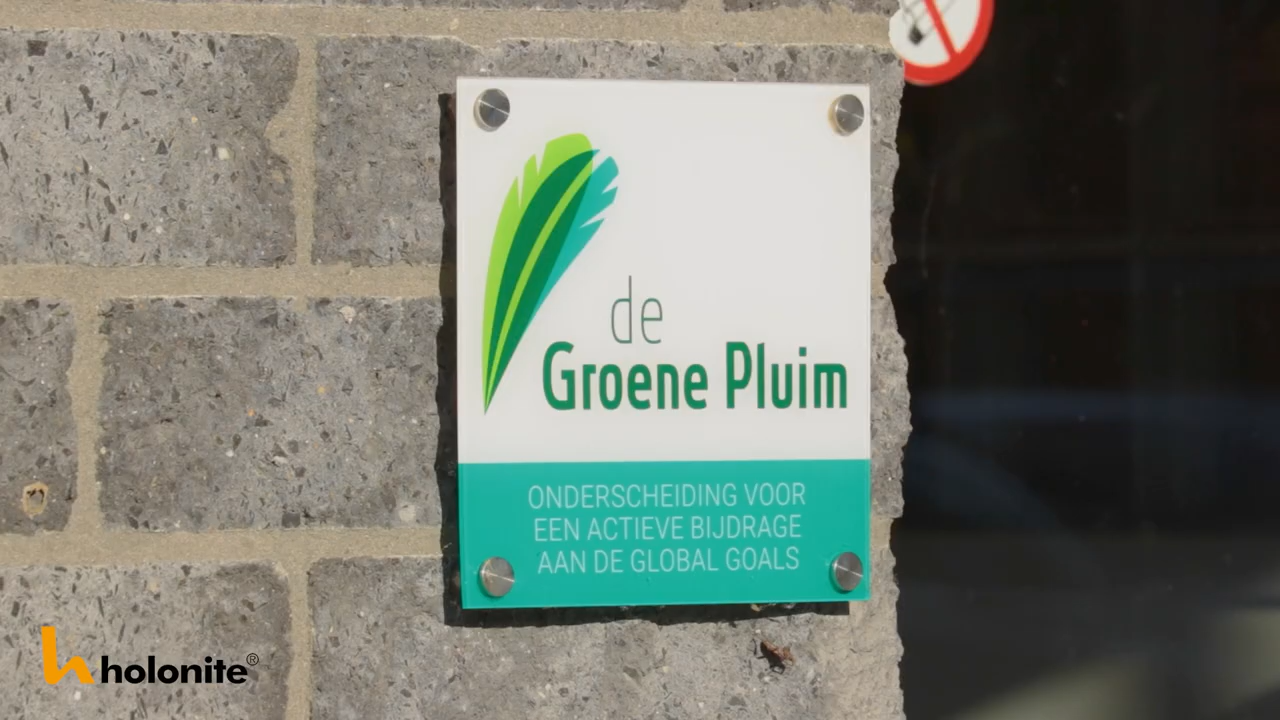 de
Groene Pluim
ONDERSCHEIDING VOOR
EEN ACTIEVE BIJDRAGE
AAN DE GLOBAL GOALS
holonite®